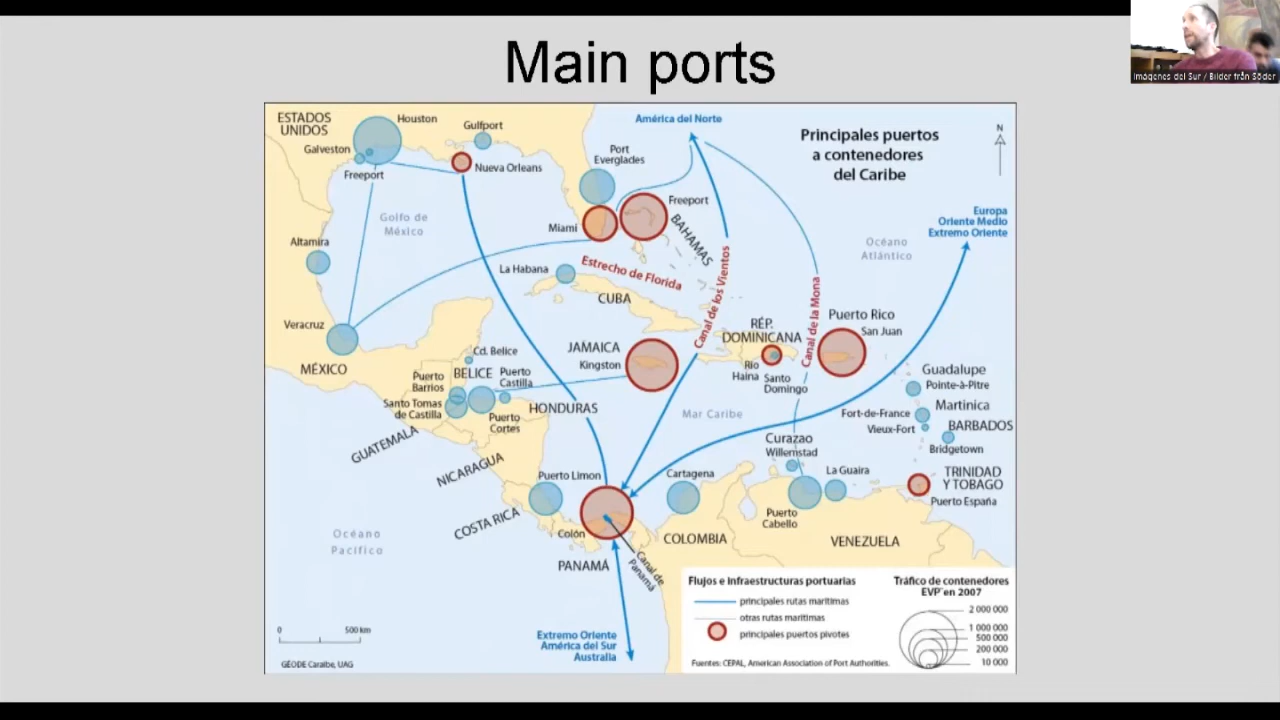 Main ports
Imágenes del Sur / Bilder från Söder
Principales puertos
a contenedores
del Caribe
N
ESTADOS
UNIDOS
Houston
Galveston
Freeport
Gulfport
Nueva Orleans
América del Norte
Port
Everglades
Miami
Freeport
BAHAMAS
Golfo de
México
Altamira
Veracruz
MÉXICO
La Habana
Estrecho de Florida
CUBA
Canal de los Vientos
Canal de la Mona
Océano
Atlántico
Europa
Oriente Medio
Extremo Oriente
JAMAICA
Kingston
RÉP.
DOMINICANA
Río
Haina
Santo
Domingo
Puerto Rico
San Juan
Cd. Belice
BELICE
Puerto
Barrios
Puerto
Castilla
Santo Tomas
de Castilla
Puerto
Cortes
HONDURAS
GUATEMALA
NICARAGUA
COSTA RICA
Mar Caribe
Guadalupe
Pointe-à-Pitre
Martinica
Fort-de-France
Vieux-Fort
BARBADOS
Bridgetown
TRINIDAD
Y TOBAGO
Puerto España
Curazao
Willemstad
La Guaira
Puerto
Cabello
VENEZUELA
Cartagena
COLOMBIA
Puerto Limon
Colón
PANAMÁ
Canal de
Panamá
Océano
Pacífico
Extremo Oriente
América del Sur
Australia
0 500 km
GÉODE Caraïbe, UAG
Flujos e infraestructuras portuarias
principales rutas marítimas
otras rutas marítimas
principales puertos pivotes
Fuentes: CEPAL, American Association of Port Authorities.
Tráfico de contenedores
EVP en 2007
2 000 000
1 000 000
500 000
200 000
10 000